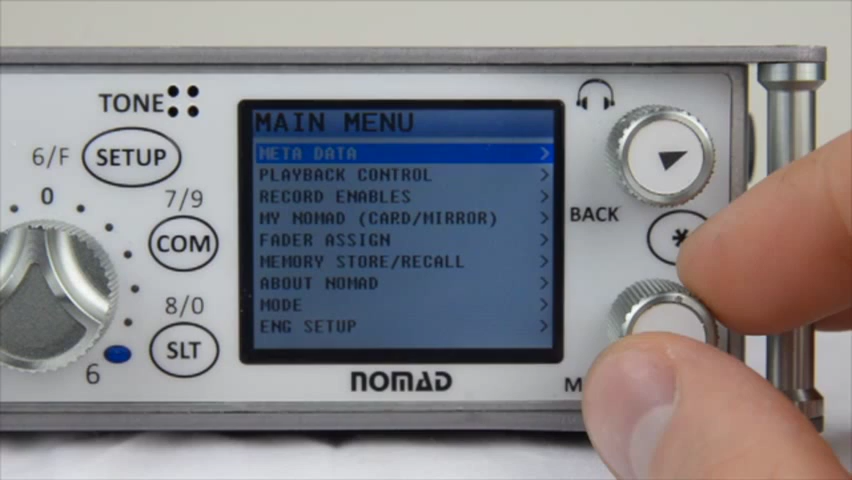 TONE
6/F
SETUP
0
7/9
COM
8/0
SLT
6
MAIN MENU
META DATA >
PLAYBACK CONTROL >
RECORD ENABLES >
MY NOMAD (CARD/MIRROR) >
FADER ASSIGN >
MEMORY STORE/RECALL >
ABOUT NOMAD >
MODE >
ENG SETUP >
NOMAD
BACK
*